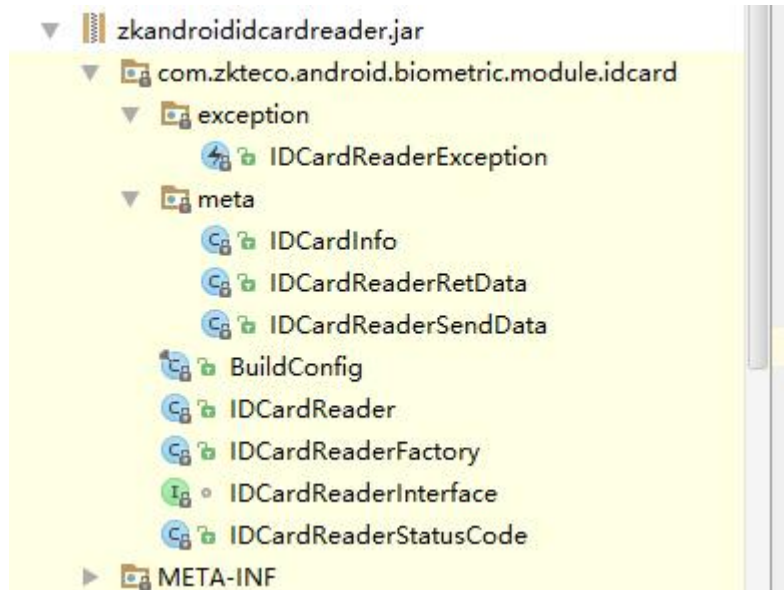 zkandroididcardreader.jar
com.zkteco.android.biometric.module.idcard
exception
IDCardReaderException
meta
IDCardInfo
IDCardReaderRetData
IDCardReaderSendData
BuildConfig
IDCardReader
IDCardReaderFactory
IDCardReaderInterface
IDCardReaderStatusCode
META-INF